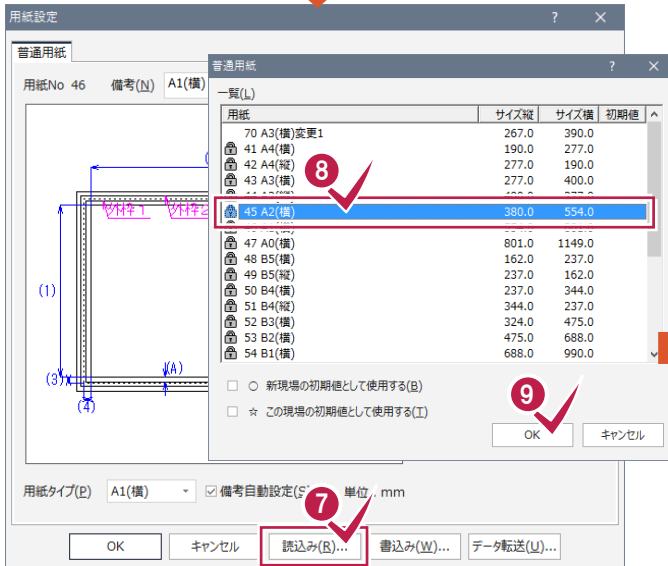 用紙設定
普通用紙
用紙No 46 備考(N) A1(横)
(1)
(3)
(4)
(A)
外枠1 外枠2
用紙タイプ(P) A1(横) 備考自動設定(S) 単位: mm
OK キャンセル 読込み(R)... 書込み(W)... データ転送(U)...
7
普通用紙
一覧(L)
用紙 サイズ縦 サイズ横 初期値
70 A3(横)変更1 267.0 390.0
41 A4(横) 190.0 277.0
42 A4(縦) 277.0 190.0
43 A3(横) 277.0 400.0
8
45 A2(横) 380.0 554.0
47 A0(横) 801.0 1149.0
48 B5(横) 162.0 237.0
49 B5(縦) 237.0 162.0
50 B4(横) 237.0 344.0
51 B4(縦) 344.0 237.0
52 B3(横) 324.0 475.0
53 B2(横) 475.0 688.0
54 B1(横) 688.0 990.0
○ 新現場の初期値として使用する(B)
☆ この現場の初期値として使用する(T)
9
OK キャンセル